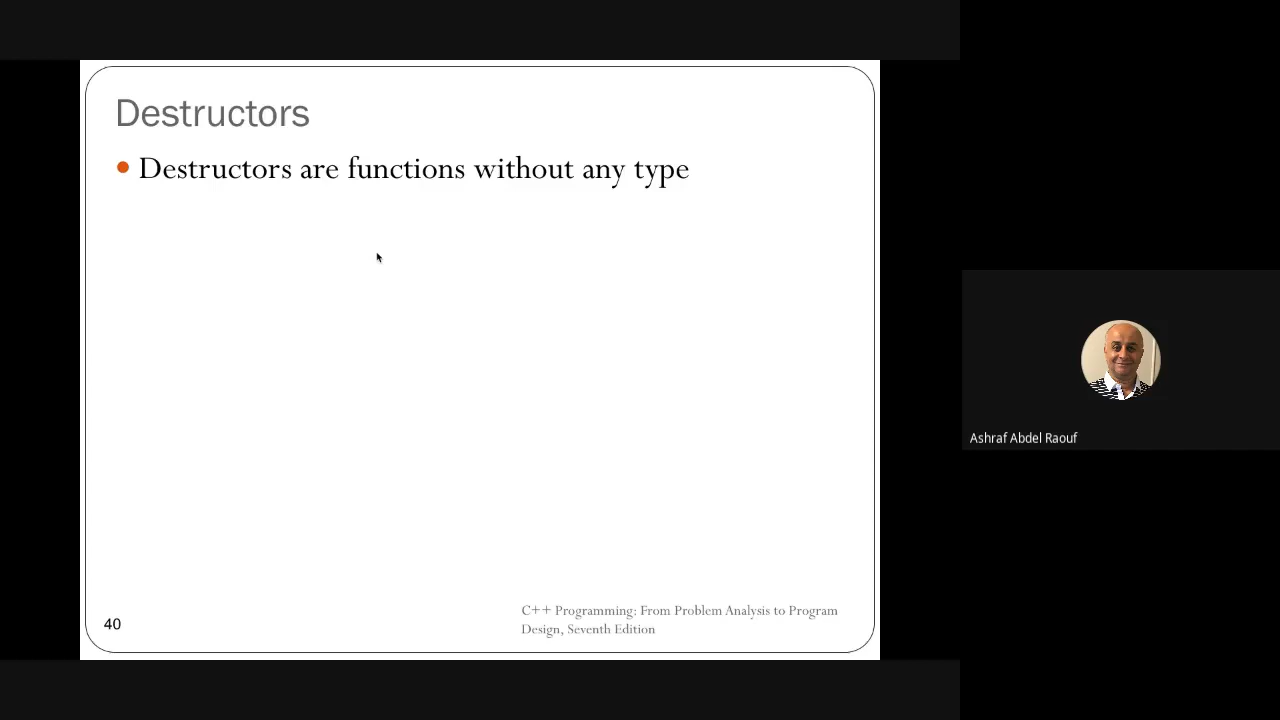 Destructors
Destructors are functions without any type
C++ Programming: From Problem Analysis to Program
Design, Seventh Edition
40
Ashraf Abdel Raouf